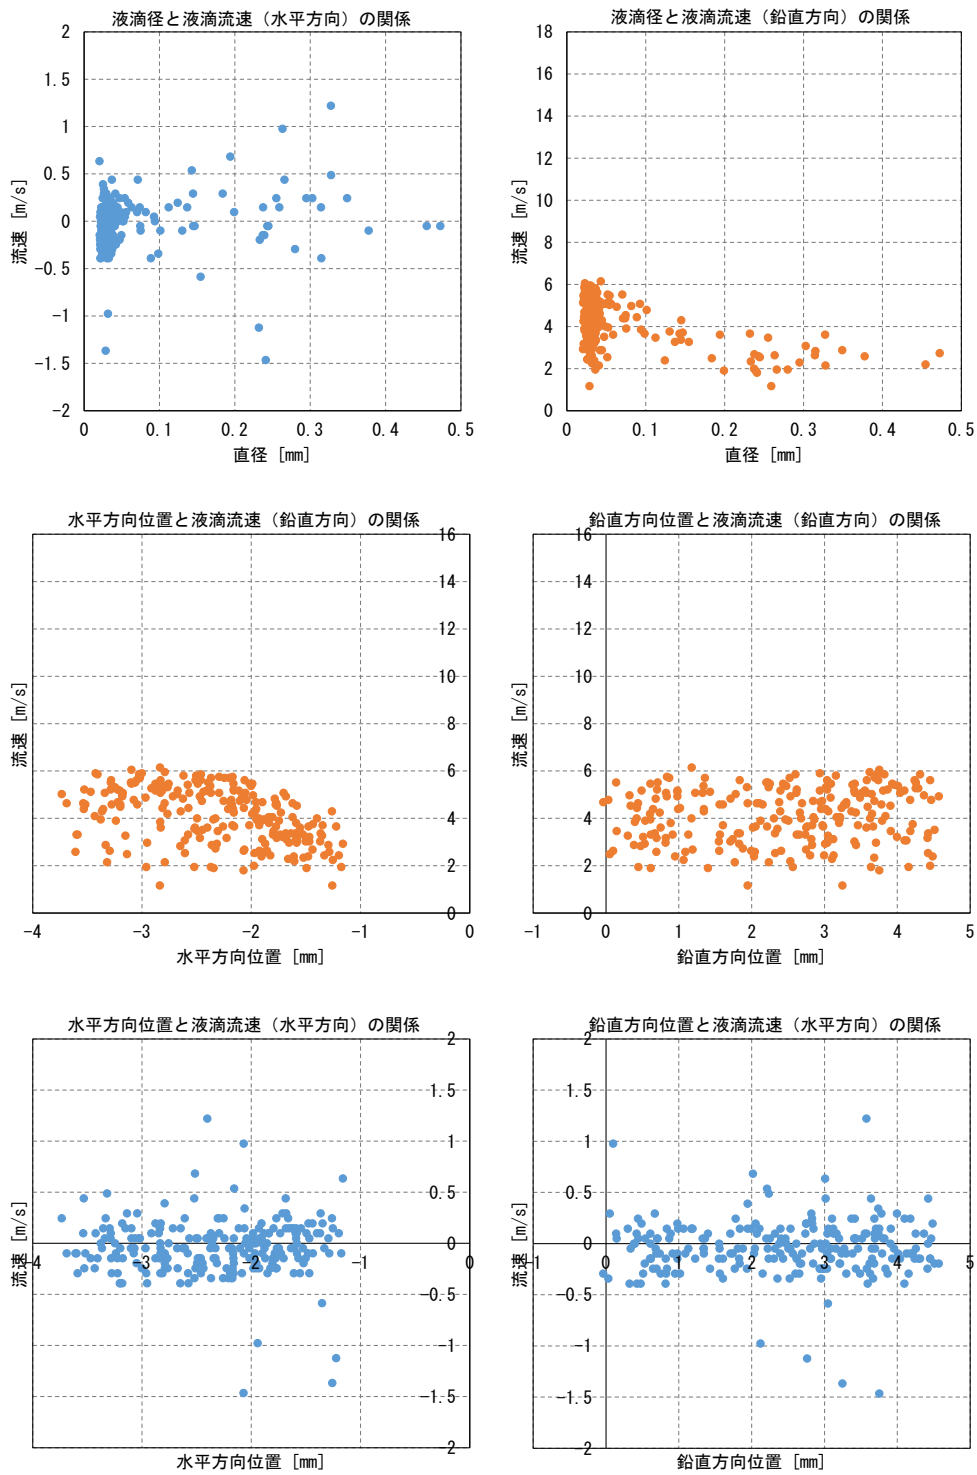 液滴径と液滴流速（水平方向）の関係
2
1.5
1
0.5
0
-0.5
-1
-1.5
-2
流速 [m/s]
0 0.1 0.2 0.3 0.4 0.5
直径 [mm]
液滴径と液滴流速（鉛直方向）の関係
18
16
14
12
10
8
6
4
2
0
流速 [m/s]
0 0.1 0.2 0.3 0.4 0.5
直径 [mm]
水平方向位置と液滴流速（鉛直方向）の関係
16
14
12
10
8
6
4
2
0
流速 [m/s]
-4 -3 -2 -1 0
水平方向位置 [mm]
鉛直方向位置と液滴流速（鉛直方向）の関係
16
14
12
10
8
6
4
2
0
流速 [m/s]
-1 0 1 2 3 4 5
鉛直方向位置 [mm]
水平方向位置と液滴流速（水平方向）の関係
2
1.5
1
0.5
0
-0.5
-1
-1.5
-2
流速 [m/s]
-4 -3 -2 -1 0
水平方向位置 [mm]
鉛直方向位置と液滴流速（水平方向）の関係
2
1.5
1
0.5
0
-0.5
-1
-1.5
-2
流速 [m/s]
-1 0 1 2 3 4 5
鉛直方向位置 [mm]